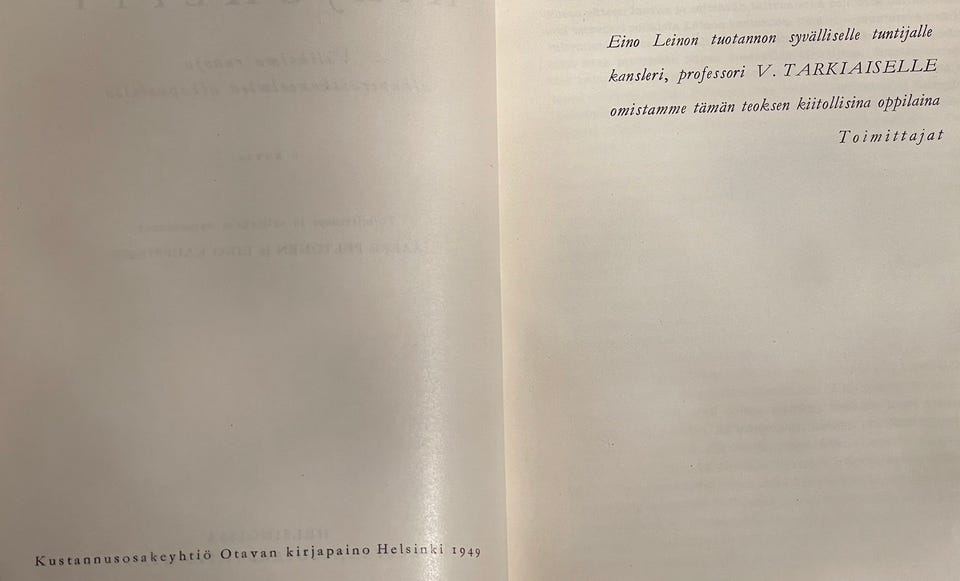 Kustannusosakeyhtiö Otavan kirjapaino Helsinki 1949
Eino Leinon tuotannon syvälliselle tuntijalle
kansleri, professori V. TARKIAISELLE
omistamme tämän teoksen kiitollisina oppilaina
Toimittajat